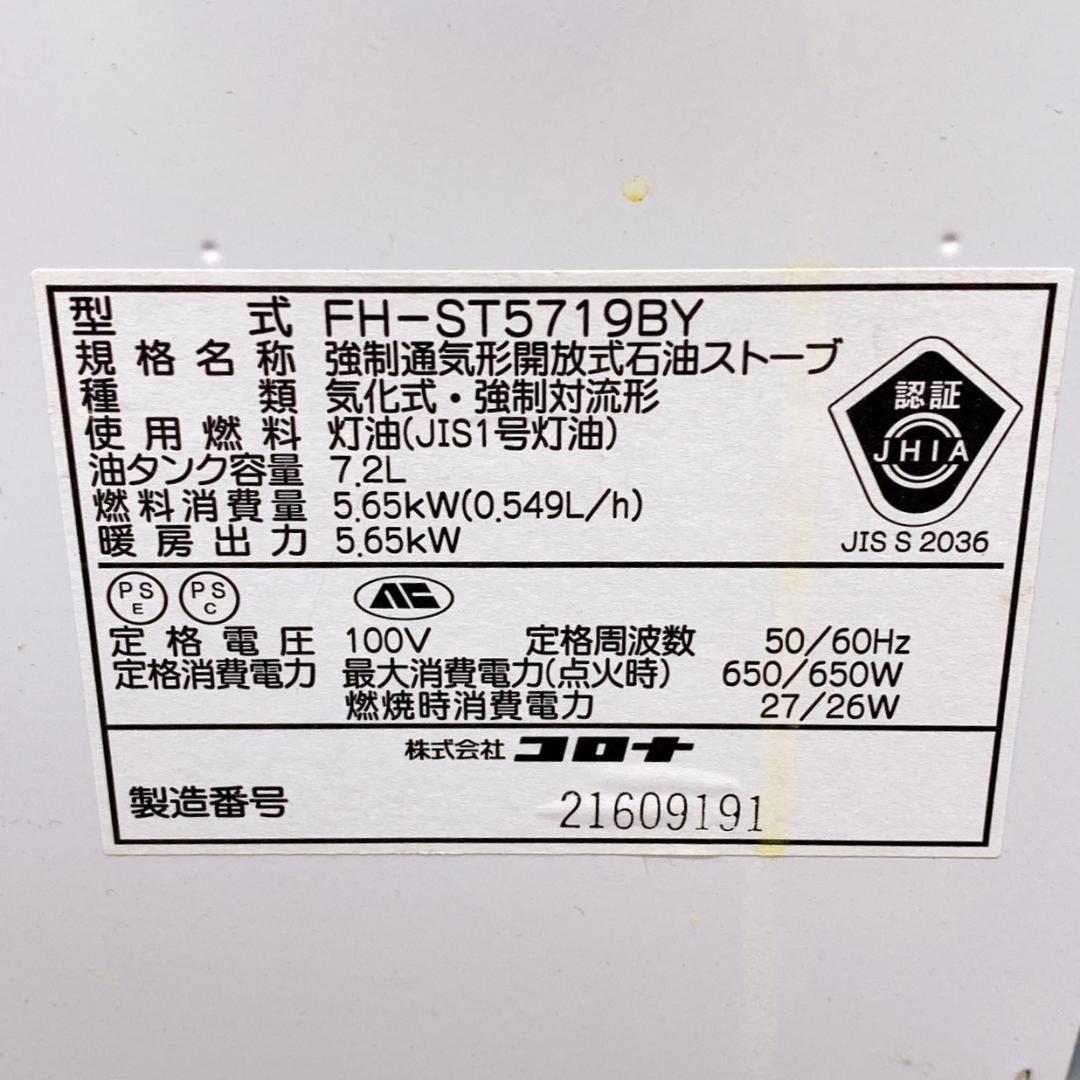 型式 FH-ST5719BY
規格名称 強制通気形開放式石油ストーブ
種類 気化式・強制対流形
使用燃料 灯油(JIS1号灯油)
油タンク容量 7.2L
燃料消費量 5.65kW(0.549L/h)
暖房出力 5.65kW
認証
JHIA
JIS S 2036
PS E PS C
定格電圧 100V 定格周波数 50/60Hz
定格消費電力 最大消費電力(点火時) 650/650W
燃焼時消費電力 27/26W
株式会社 コロナ
製造番号 21609191